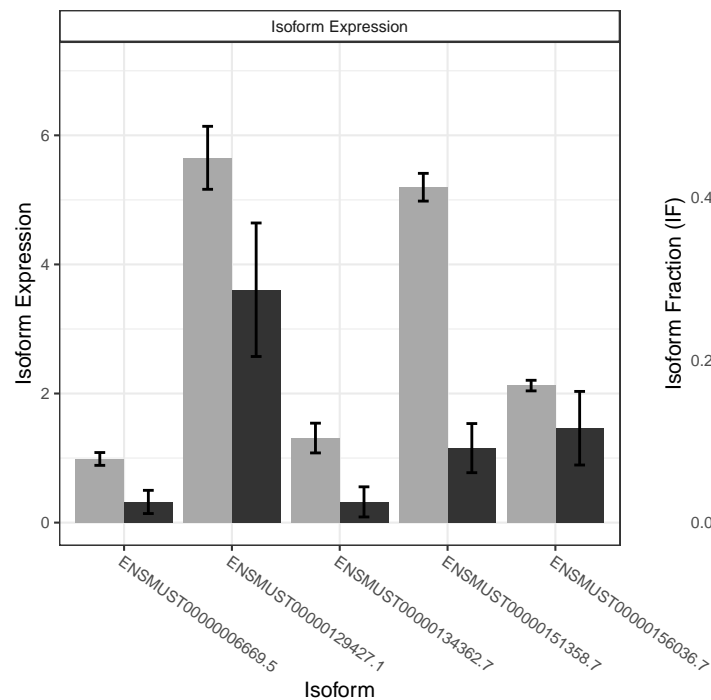 Isoform Expression
Isoform Expression
6
4
2
0
ENSMUST00000006669.5
ENSMUST00000129427.1
ENSMUST00000134362.7
ENSMUST00000151358.7
ENSMUST00000156036.7
Isoform
Isoform Fraction (IF)
0.4
0.2
0.0